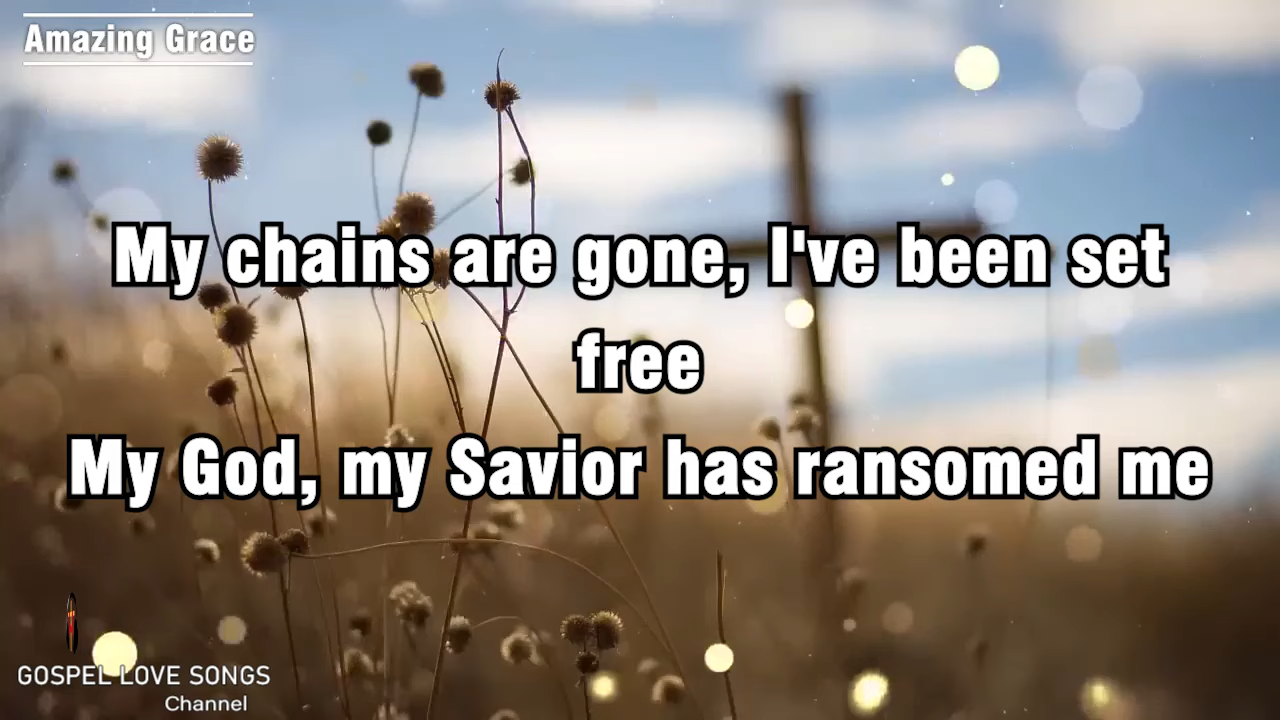 Amazing Grace
My chains are gone, I've been set
free
My God, my Savior has ransomed me
GOSPEL LOVE SONGS
Channel